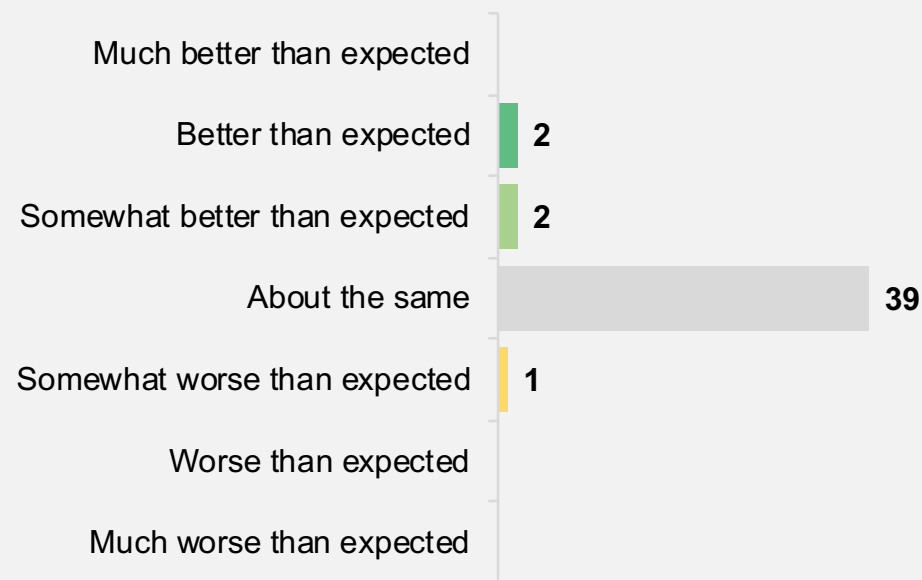 Much better than expected
Better than expected 2
Somewhat better than expected 2
About the same 39
Somewhat worse than expected 1
Worse than expected
Much worse than expected